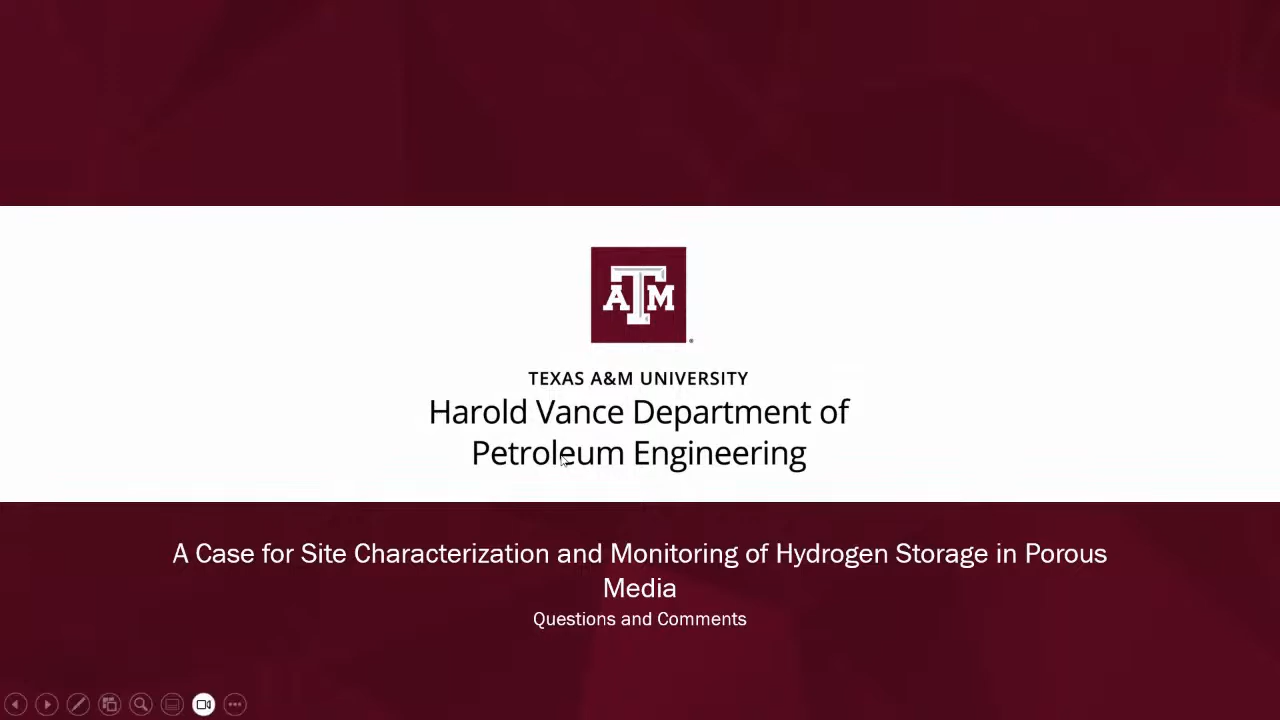 ATM
TEXAS A&M UNIVERSITY
Harold Vance Department of
Petroleum Engineering
A Case for Site Characterization and Monitoring of Hydrogen Storage in Porous
Media
Questions and Comments